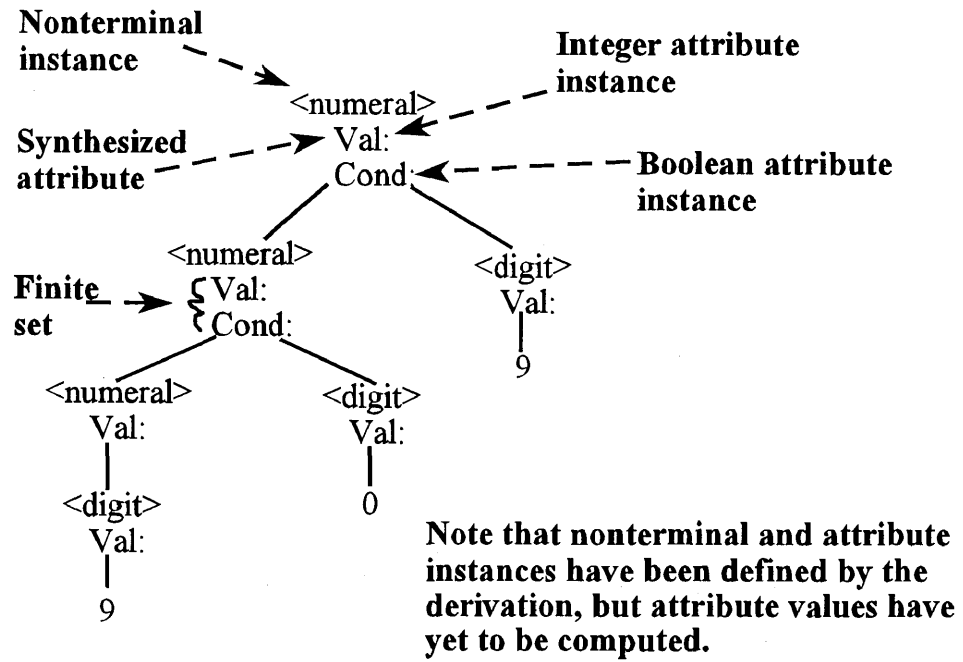 Nonterminal
instance
Integer attribute
instance
<numeral>
Synthesized
attribute
Val:
Cond:
Boolean attribute
instance
<numeral>
Val:
Cond:
<digit>
Val:
Finite
set
9
<numeral>
Val:
<digit>
Val:
<digit>
Val:
0
9
Note that nonterminal and attribute
instances have been defined by the
derivation, but attribute values have
yet to be computed.